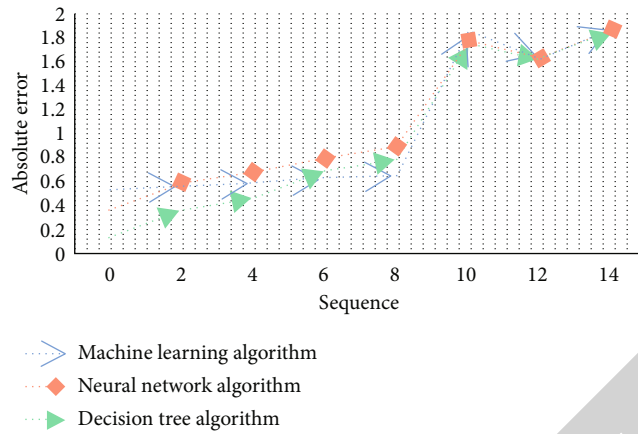 2
1.8
1.6
1.4
1.2
1
0.8
0.6
0.4
0.2
0
Absolute error
0 2 4 6 8 10 12 14
Sequence
Machine learning algorithm
Neural network algorithm
Decision tree algorithm